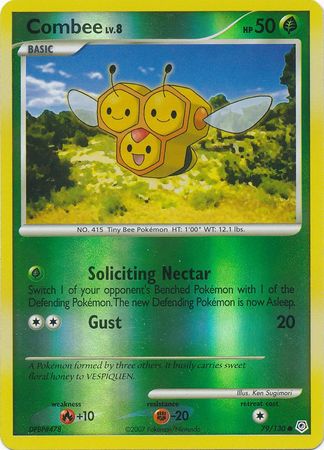 Combee LV.8
HP 50
BASIC
NO. 415 Tiny Bee Pokémon HT: 1'00" WT: 12.1 lbs.
Soliciting Nectar
Switch 1 of your opponent's Benched Pokémon with 1 of the
Defending Pokémon. The new Defending Pokémon is now Asleep.
Gust 20
A Pokémon formed by three others. It busily carries sweet
floral honey to VESPIQUEN.
Illus. Ken Sugimori
weakness resistance retreat cost
+10 -20
DPBP#478 ©2007 Pokémon/Nintendo 79/130